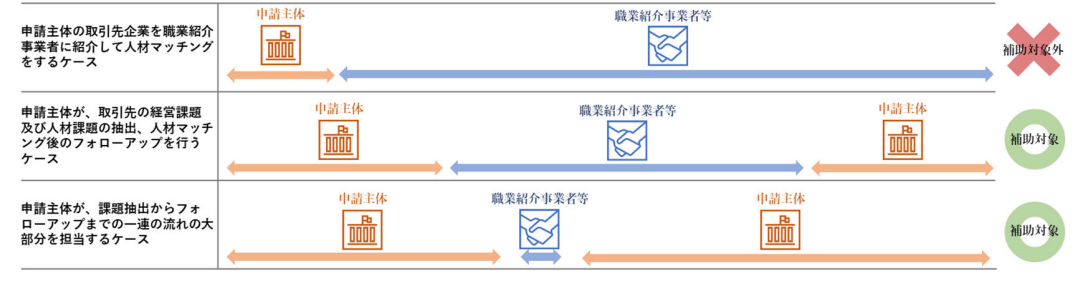 申請主体の取引先企業を職業紹介
事業者に紹介して人材マッチング
をするケース
申請主体
職業紹介事業者等
補助対象外
申請主体が、取引先の経営課題
及び人材課題の抽出、人材マッチ
ング後のフォローアップを行う
ケース
申請主体
職業紹介事業者等
申請主体
補助対象
申請主体が、課題抽出からフォ
ローアップまでの一連の流れの大
部分を担当するケース
申請主体
職業紹介事業者等
申請主体
補助対象